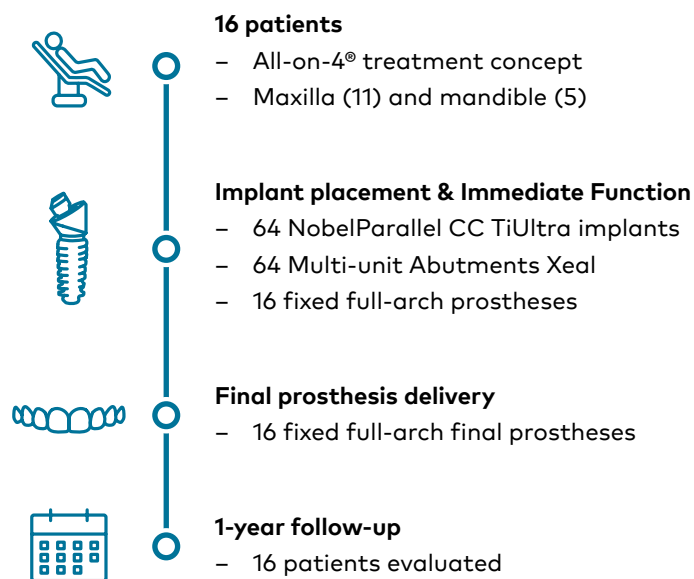 16 patients
– All-on-4® treatment concept
– Maxilla (11) and mandible (5)
Implant placement & Immediate Function
– 64 NobelParallel CC TiUltra implants
– 64 Multi-unit Abutments Xeal
– 16 fixed full-arch prostheses
Final prosthesis delivery
– 16 fixed full-arch final prostheses
1-year follow-up
– 16 patients evaluated